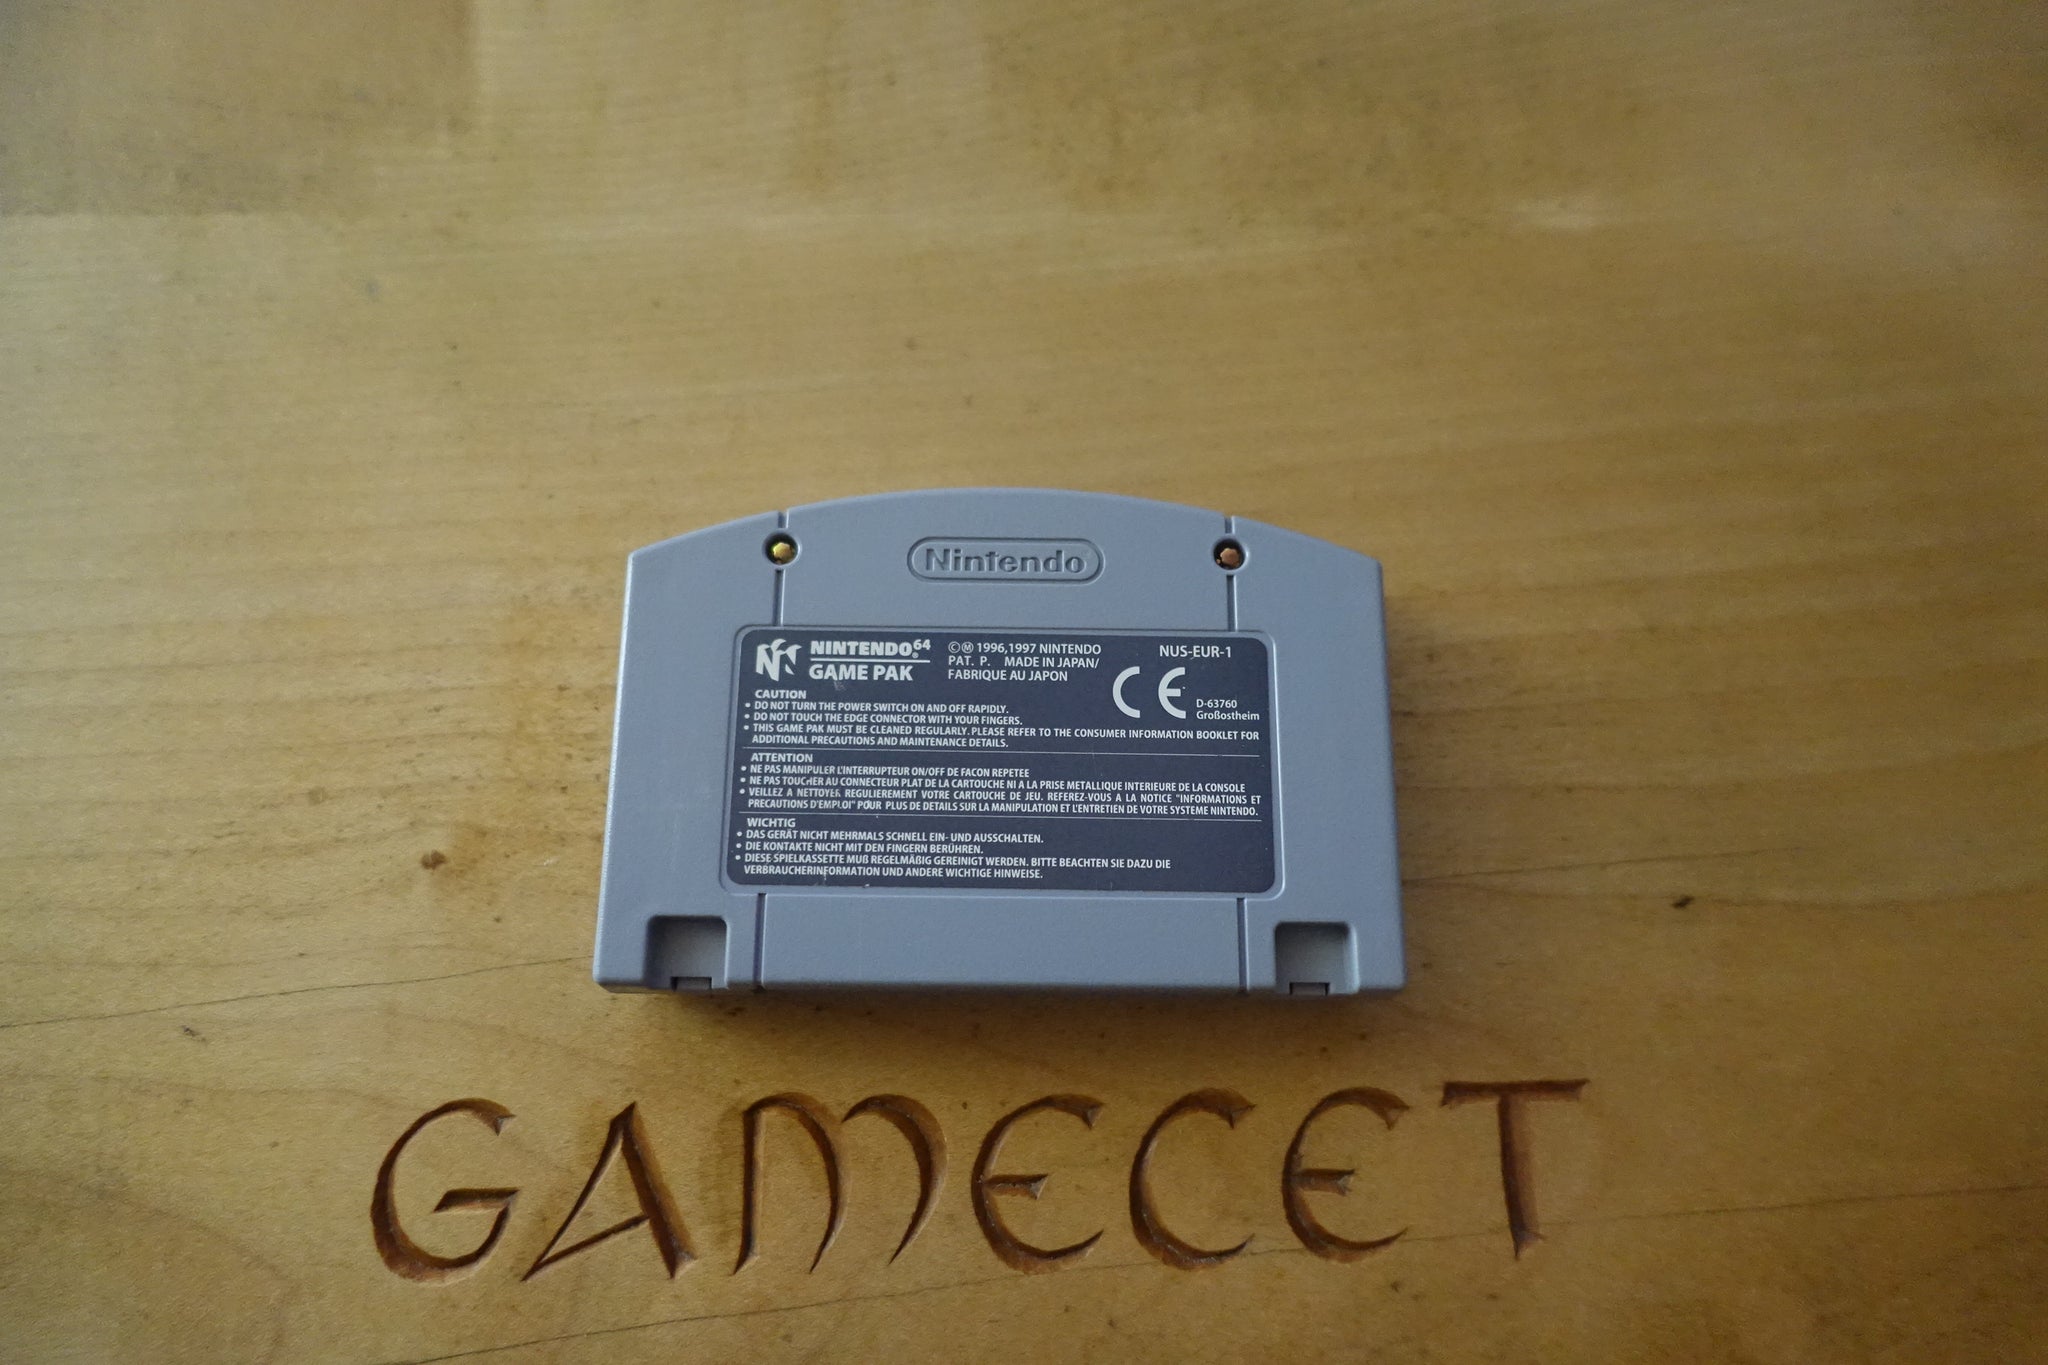 Nintendo
NINTENDO®64
GAME PAK
©Ⓜ 1996,1997 NINTENDO
PAT. P. MADE IN JAPAN/
FABRIQUE AU JAPON
NUS-EUR-1
CE
D-63760
Großostheim
CAUTION
• DO NOT TURN THE POWER SWITCH ON AND OFF RAPIDLY.
• DO NOT TOUCH THE EDGE CONNECTOR WITH YOUR FINGERS.
• THIS GAME PAK MUST BE CLEANED REGULARLY. PLEASE REFER TO THE CONSUMER INFORMATION BOOKLET FOR
ADDITIONAL PRECAUTIONS AND MAINTENANCE DETAILS.
ATTENTION
• NE PAS MANIPULER L'INTERRUPTEUR ON/OFF DE FACON REPETEE
• NE PAS TOUCHER AU CONNECTEUR PLAT DE LA CARTOUCHE NI A LA PRISE METALLIQUE INTERIEURE DE LA CONSOLE
• VEILLEZ A NETTOYER REGULIEREMENT VOTRE CARTOUCHE DE JEU. REFEREZ-VOUS A LA NOTICE "INFORMATIONS ET
PRECAUTIONS D'EMPLOI" POUR PLUS DE DETAILS SUR LA MANIPULATION ET L'ENTRETIEN DE VOTRE SYSTEME NINTENDO.
WICHTIG
• DAS GERÄT NICHT MEHRMALS SCHNELL EIN- UND AUSSCHALTEN.
• DIE KONTAKTE NICHT MIT DEN FINGERN BERÜHREN.
• DIESE SPIELKASSETTE MUß REGELMÄßIG GEREINIGT WERDEN. BITTE BEACHTEN SIE DAZU DIE
VERBRAUCHERINFORMATION UND ANDERE WICHTIGE HINWEISE.
GAMECET